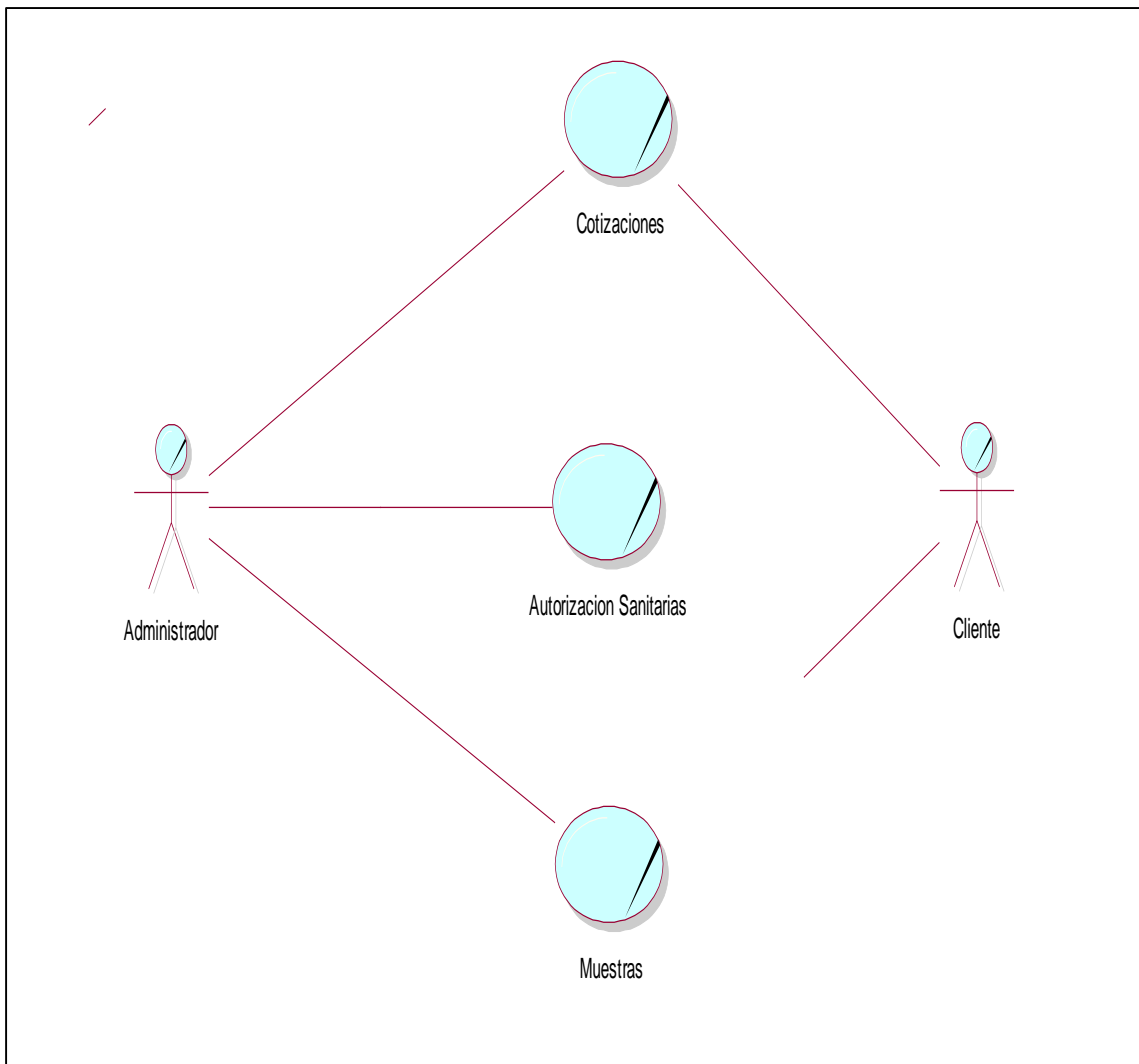 Cotizaciones
Autorizacion Sanitarias
Administrador
Cliente
Muestras